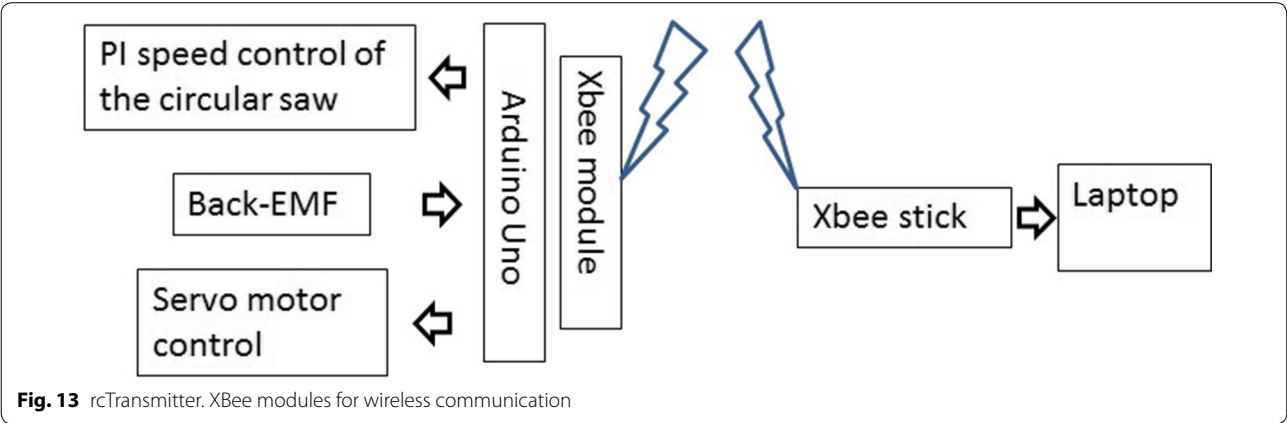 PI speed control of
the circular saw
Back-EMF
Servo motor
control
Arduino Uno
Xbee module
Xbee stick
Laptop
Fig. 13 rcTransmitter. XBee modules for wireless communication